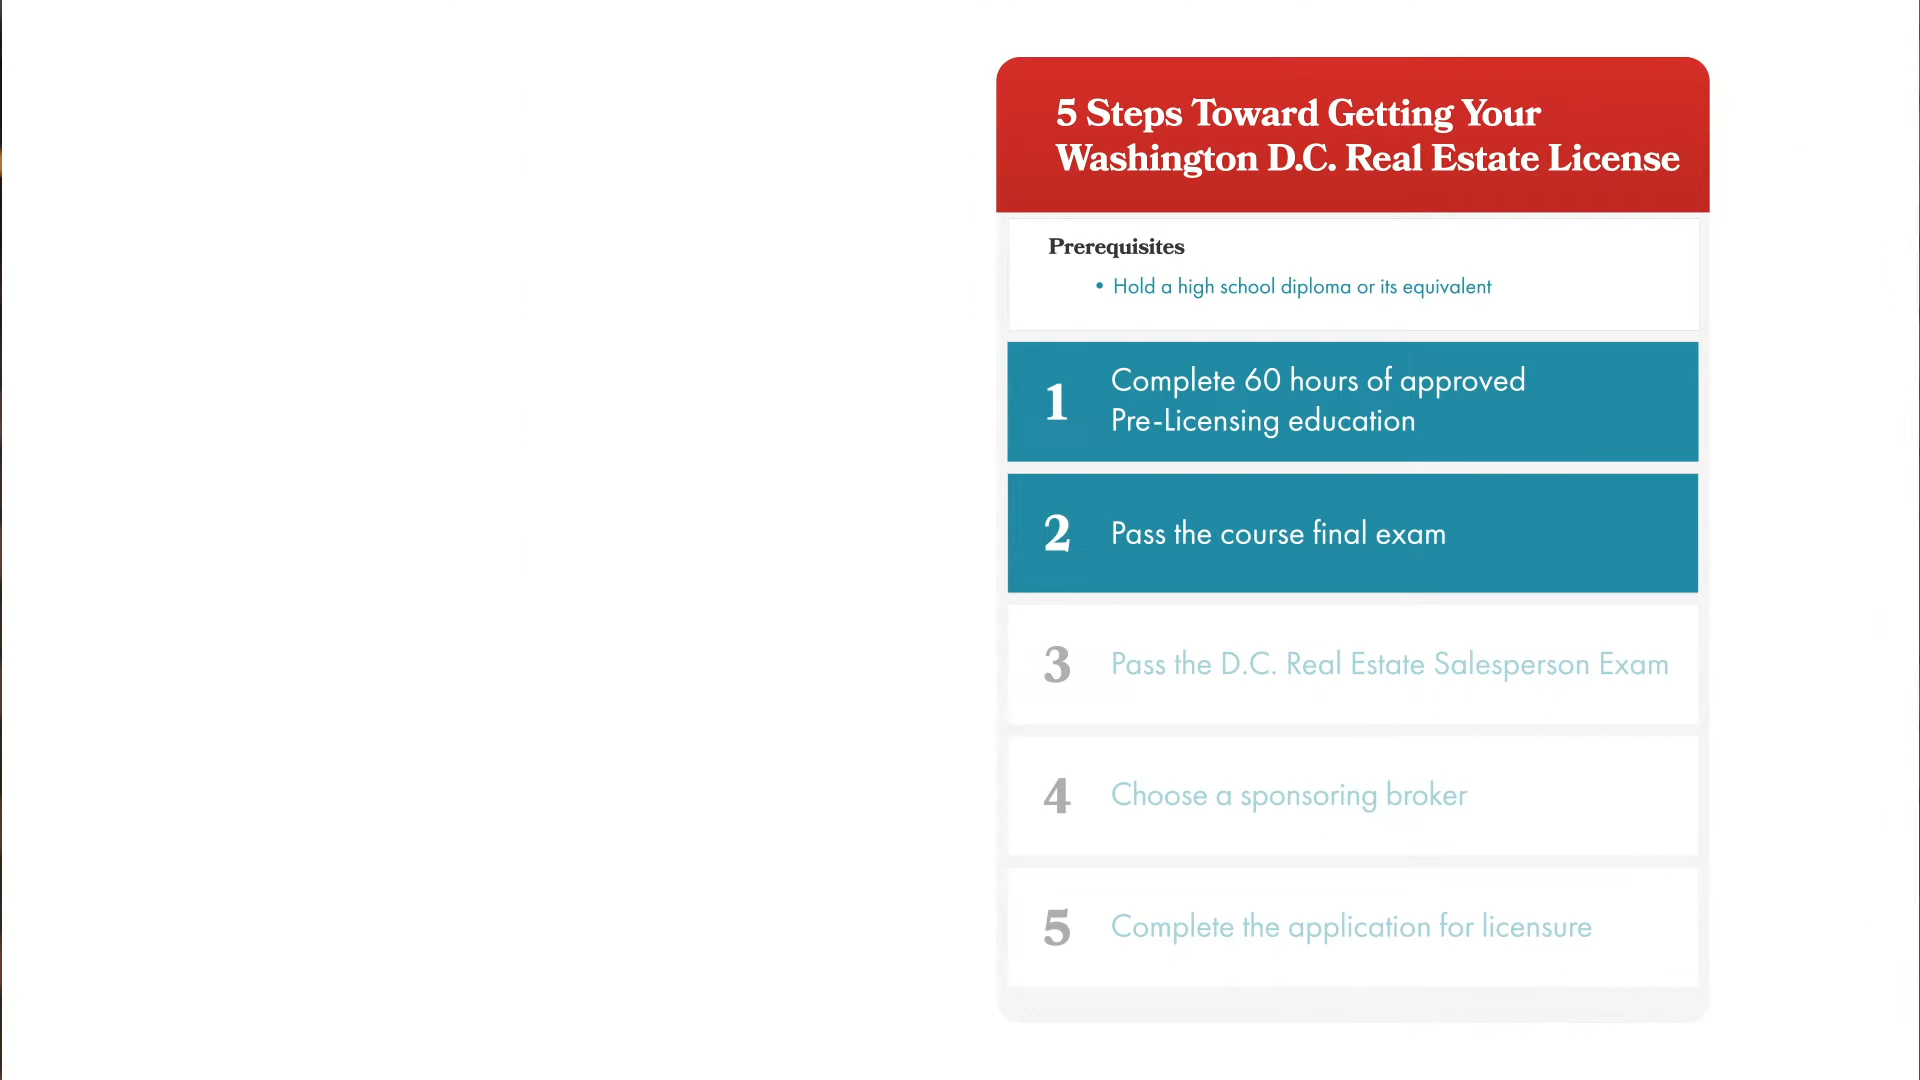 5 Steps Toward Getting Your
Washington D.C. Real Estate License
Prerequisites
• Hold a high school diploma or its equivalent
1 Complete 60 hours of approved
Pre-Licensing education
2 Pass the course final exam
3 Pass the D.C. Real Estate Salesperson Exam
4 Choose a sponsoring broker
5 Complete the application for licensure